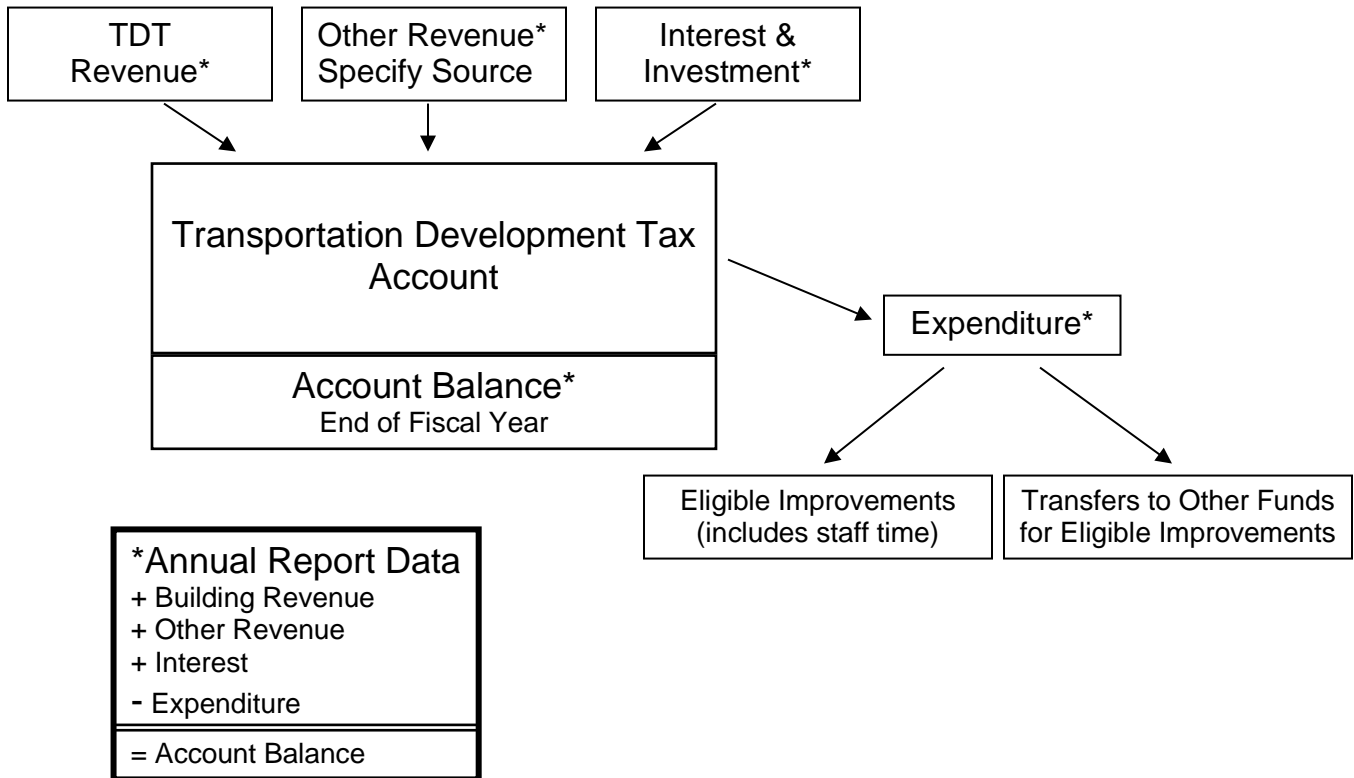 TDT
Revenue*
Other Revenue*
Specify Source
Interest &
Investment*
Transportation Development Tax
Account
Account Balance*
End of Fiscal Year
Expenditure*
Eligible Improvements
(includes staff time)
Transfers to Other Funds
for Eligible Improvements
*Annual Report Data
+ Building Revenue
+ Other Revenue
+ Interest
- Expenditure
= Account Balance